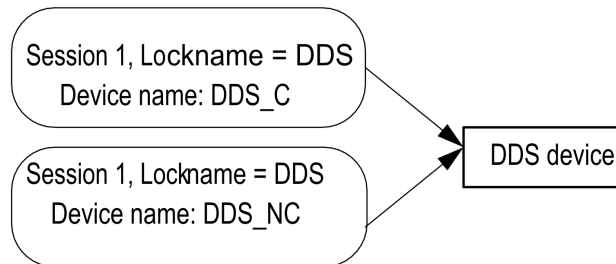 Session 1, Lockname = DDS
Device name: DDS_C
Session 1, Lockname = DDS
Device name: DDS_NC
DDS device